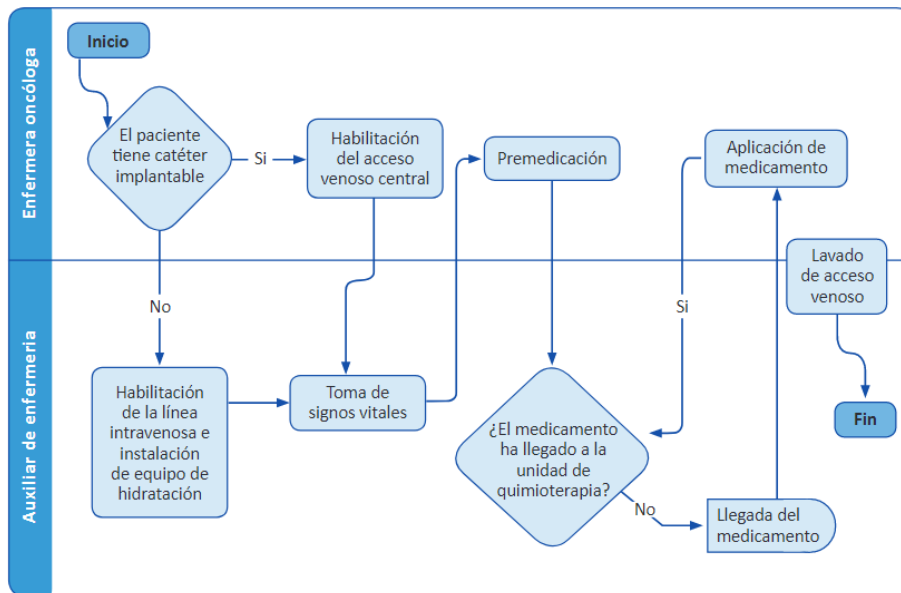 Enfermera oncóloga
Inicio
El paciente
tiene catéter
implantable
Si
Habilitación
del acceso
venoso central
Premedicación
Aplicación de
medicamento
Lavado
de acceso
venoso
Auxiliar de enfermeria
No
Habilitación
de la línea
intravenosa e
instalación
de equipo de
hidratación
Toma de
signos vitales
¿El medicamento
ha llegado a la
unidad de
quimioterapia?
Si
No
Llegada del
medicamento
Fin